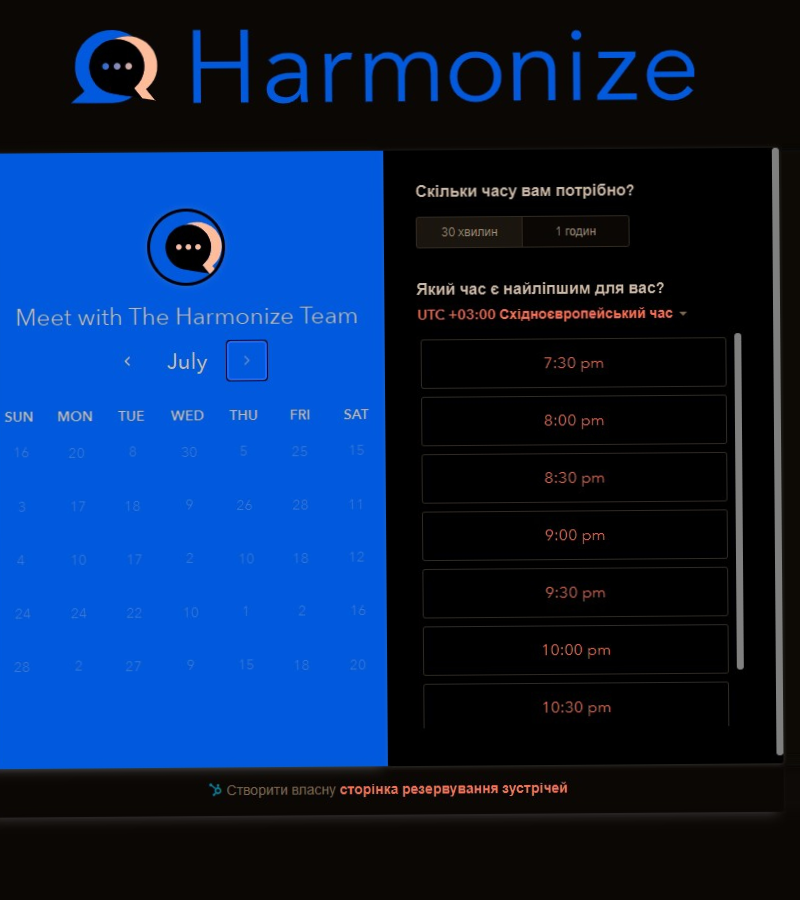 Harmonize
Meet with The Harmonize Team
July
SUN MON TUE WED THU FRI SAT
16 20 8 30 5 25 15
3 17 18 9 26 28 11
4 10 17 2 10 18 12
24 24 22 10 1 2 16
28 2 27 9 15 18 20
Скільки часу вам потрібно?
30 хвилин 1 годин
Який час є найліпшим для вас?
UTC +03:00 Східноєвропейський час
7:30 pm
8:00 pm
8:30 pm
9:00 pm
9:30 pm
10:00 pm
10:30 pm
Створити власну сторінка резервування зустрічей